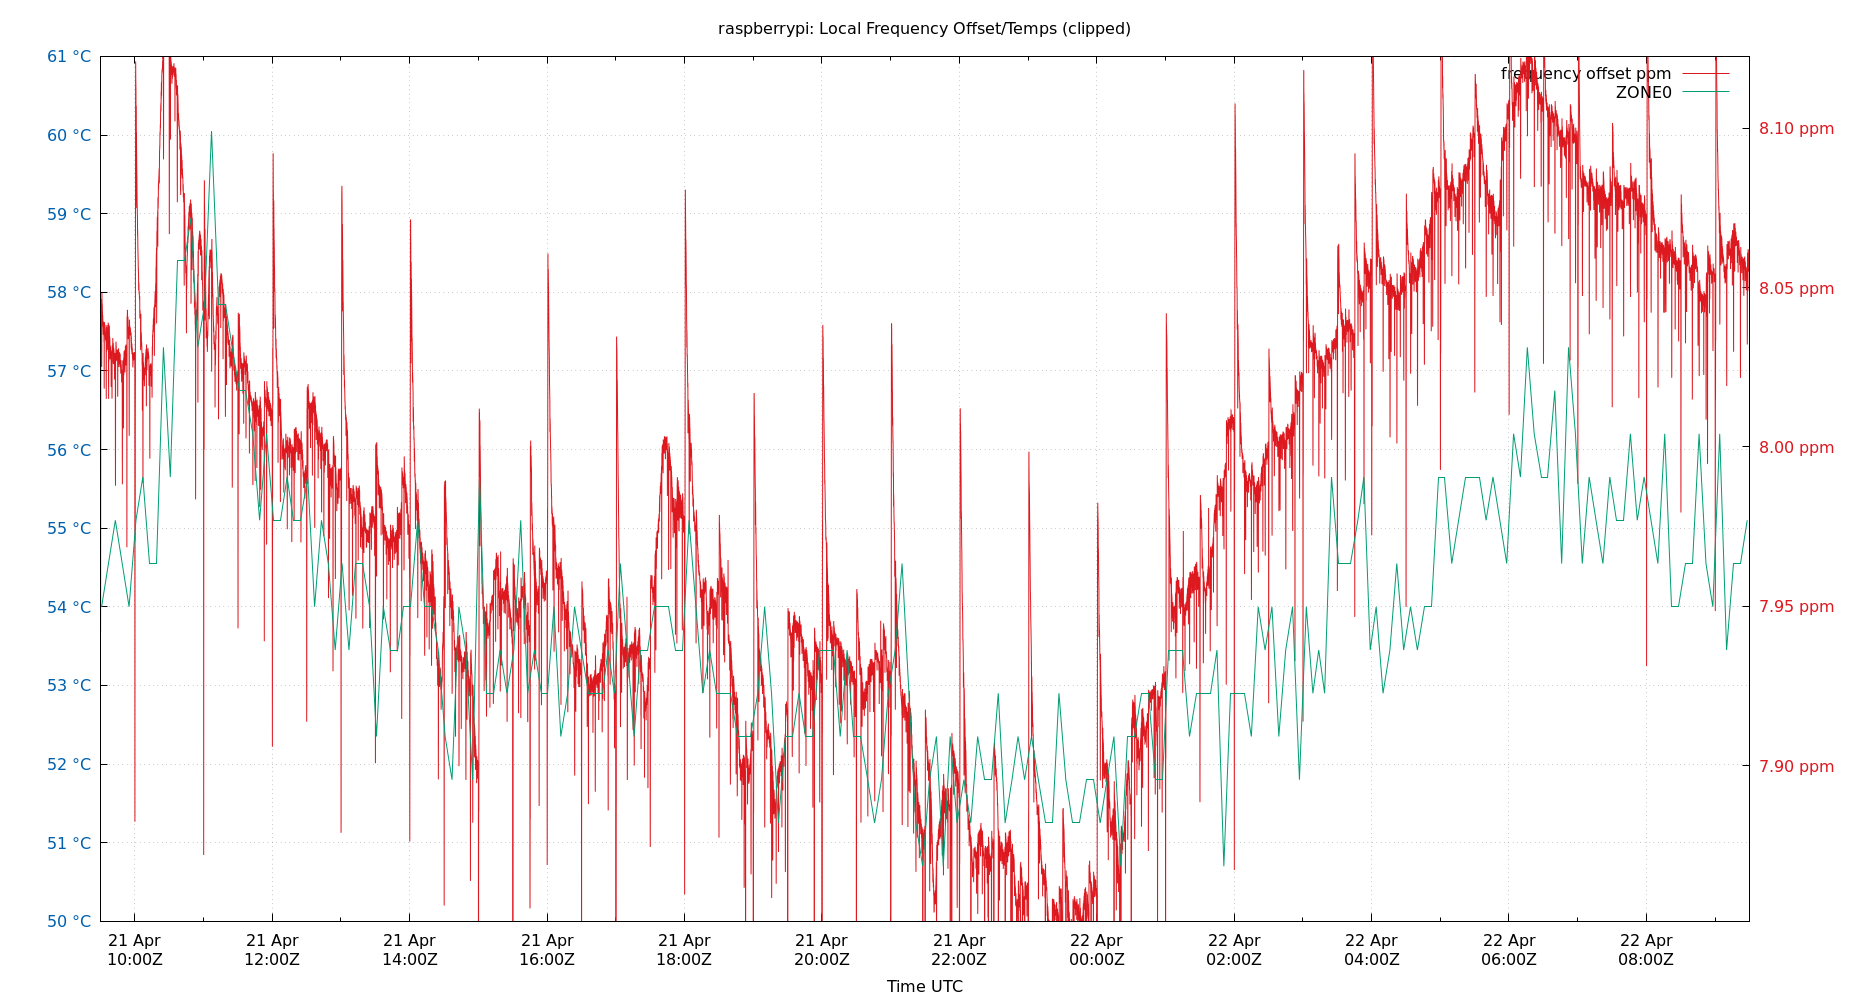 raspberrypi: Local Frequency Offset/Temps (clipped)
61 °C
60 °C
59 °C
58 °C
57 °C
56 °C
55 °C
54 °C
53 °C
52 °C
51 °C
50 °C
frequency offset ppm
ZONE0
8.10 ppm
8.05 ppm
8.00 ppm
7.95 ppm
7.90 ppm
21 Apr 21 Apr 21 Apr 21 Apr 21 Apr 21 Apr 21 Apr 22 Apr 22 Apr 22 Apr 22 Apr 22 Apr
10:00Z 12:00Z 14:00Z 16:00Z 18:00Z 20:00Z 22:00Z 00:00Z 02:00Z 04:00Z 06:00Z 08:00Z
Time UTC